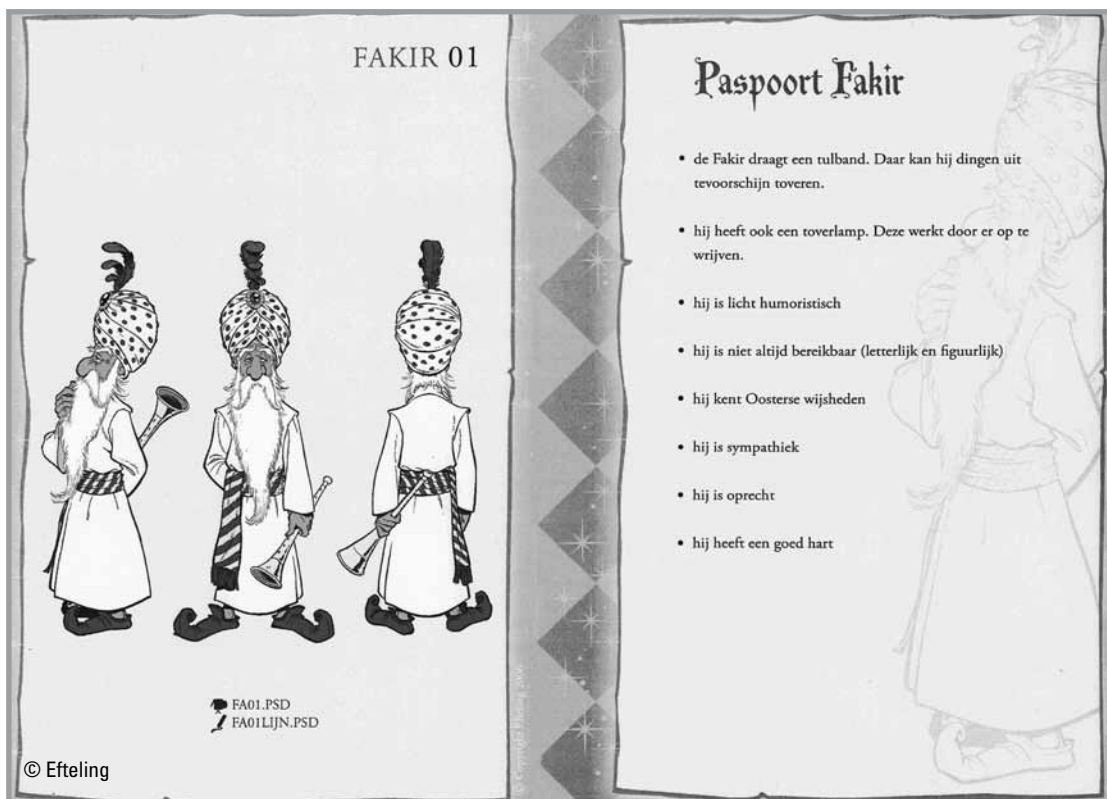 FAKIR 01
FA01.PSD
FA01LIJN.PSD
© Efteling
© Copyright Efteling
Paspoort Fakir
• de Fakir draagt een tulband. Daar kan hij dingen uit
tevoorschijn toveren.
• hij heeft ook een toverlamp. Deze werkt door er op te
wrijven.
• hij is licht humoristisch
• hij is niet altijd bereikbaar (letterlijk en figuurlijk)
• hij kent Oosterse wijsheden
• hij is sympathiek
• hij is oprecht
• hij heeft een goed hart